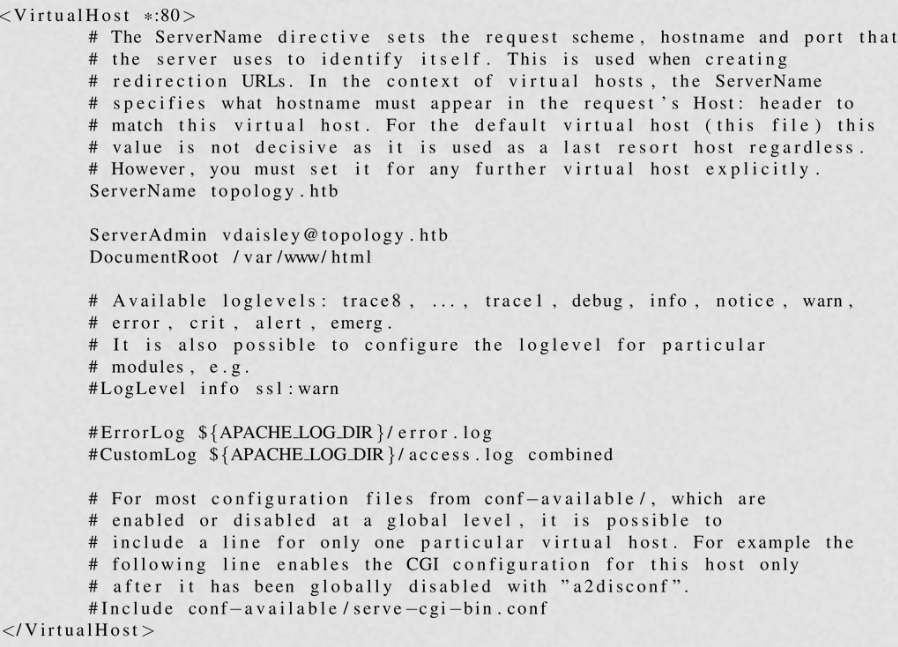 <VirtualHost *:80>
# The ServerName directive sets the request scheme, hostname and port that
# the server uses to identify itself. This is used when creating
# redirection URLs. In the context of virtual hosts, the ServerName
# specifies what hostname must appear in the request's Host: header to
# match this virtual host. For the default virtual host (this file) this
# value is not decisive as it is used as a last resort host regardless.
# However, you must set it for any further virtual host explicitly.
ServerName topology.htb
ServerAdmin vdaisley@topology.htb
DocumentRoot /var/www/html
# Available loglevels: trace8, ..., trace1, debug, info, notice, warn,
# error, crit, alert, emerg.
# It is also possible to configure the loglevel for particular
# modules, e.g.
#LogLevel info ssl:warn
#ErrorLog ${APACHE_LOG_DIR}/error.log
#CustomLog ${APACHE_LOG_DIR}/access.log combined
# For most configuration files from conf−available/, which are
# enabled or disabled at a global level, it is possible to
# include a line for only one particular virtual host. For example the
# following line enables the CGI configuration for this host only
# after it has been globally disabled with ”a2disconf”.
#Include conf−available/serve−cgi−bin.conf
</VirtualHost>